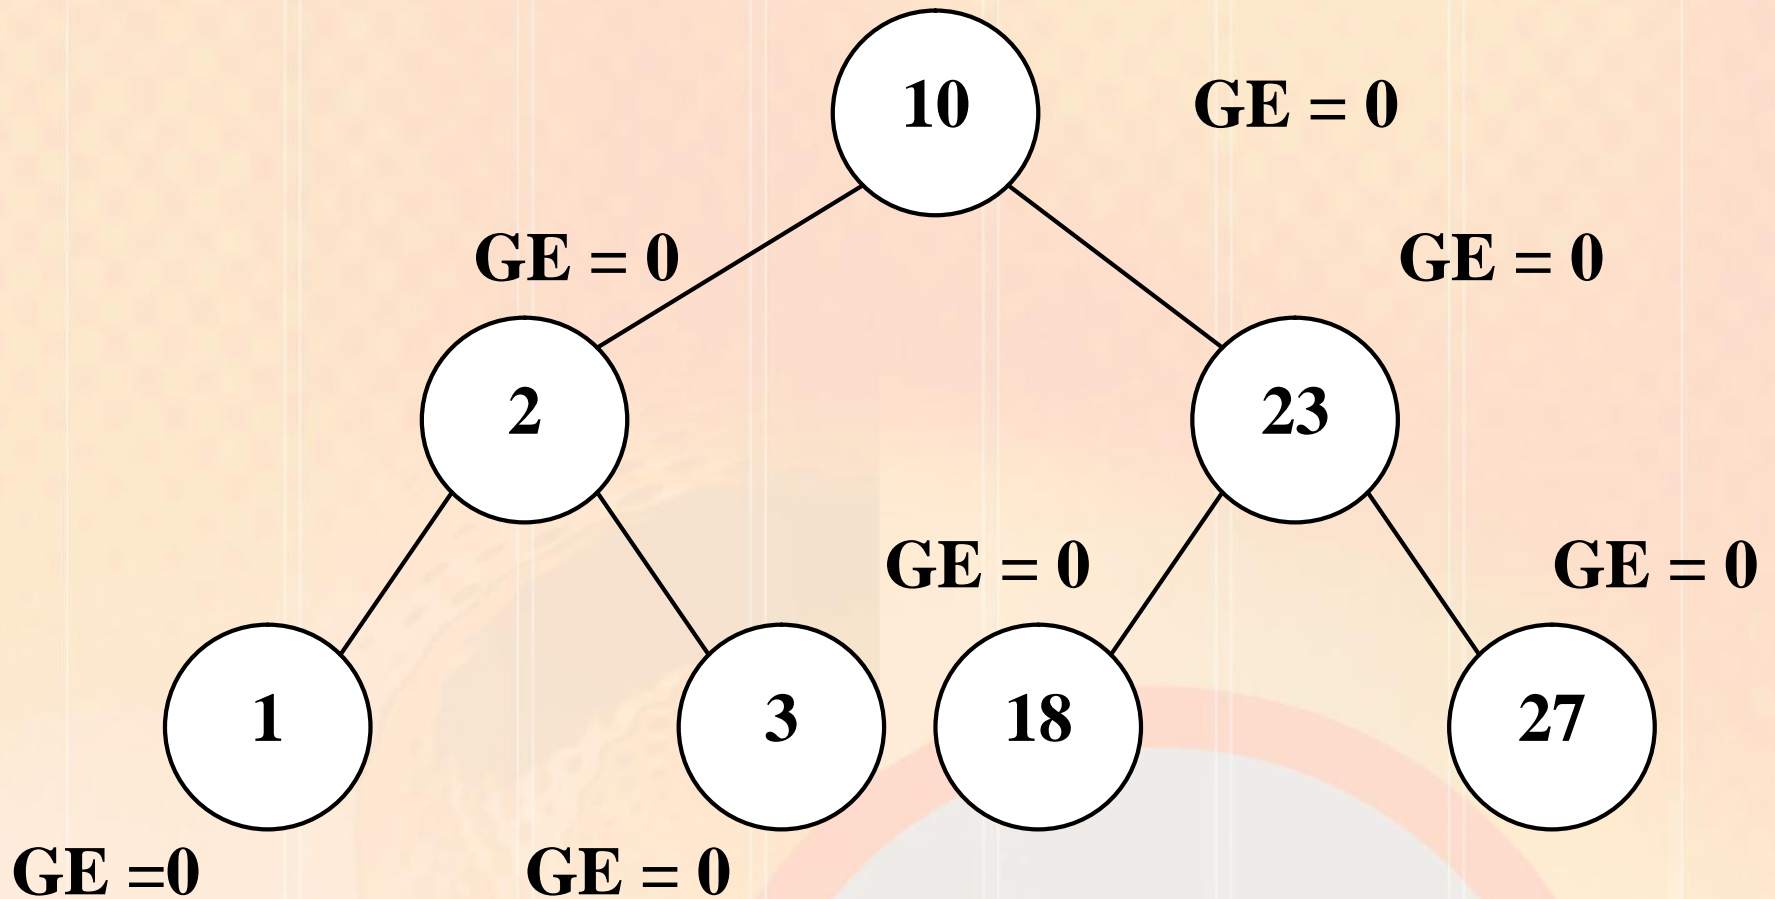 10
GE = 0
GE = 0
GE = 0
2
23
GE = 0
GE = 0
1
3
18
27
GE =0
GE = 0